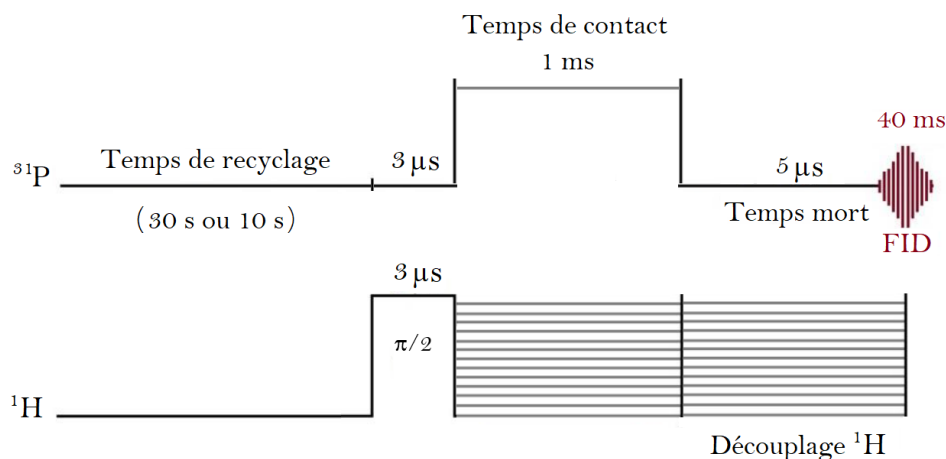 Temps de contact
1 ms
40 ms
³¹P
Temps de recyclage
3 µs
5 µs
(30 s ou 10 s)
Temps mort
FID
3 µs
π/2
¹H
Découplage ¹H